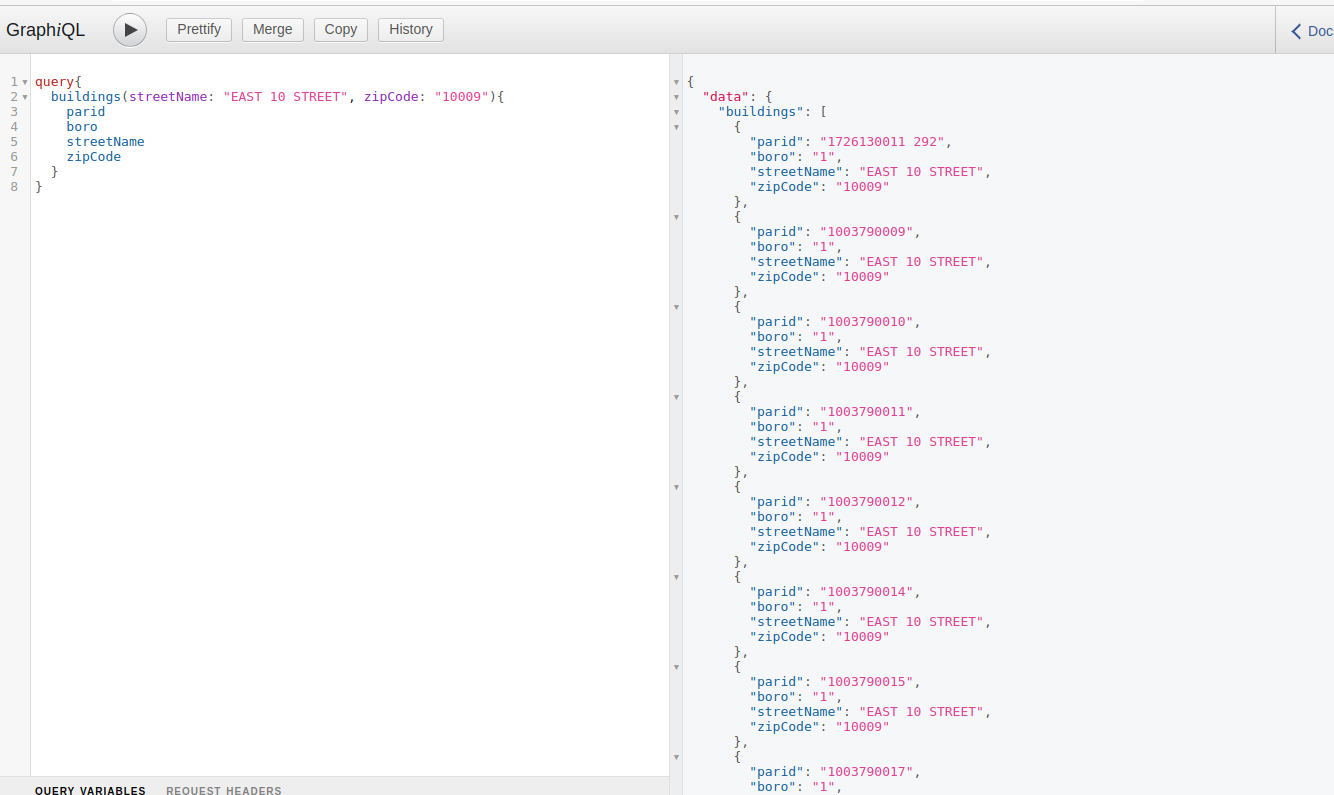 GraphiQL Prettify Merge Copy History Docs
1 query{
2 buildings(streetName: "EAST 10 STREET", zipCode: "10009"){
3 parid
4 boro
5 streetName
6 zipCode
7 }
8 }
QUERY VARIABLES REQUEST HEADERS
{
"data": {
"buildings": [
{
"parid": "1726130011 292",
"boro": "1",
"streetName": "EAST 10 STREET",
"zipCode": "10009"
},
{
"parid": "1003790009",
"boro": "1",
"streetName": "EAST 10 STREET",
"zipCode": "10009"
},
{
"parid": "1003790010",
"boro": "1",
"streetName": "EAST 10 STREET",
"zipCode": "10009"
},
{
"parid": "1003790011",
"boro": "1",
"streetName": "EAST 10 STREET",
"zipCode": "10009"
},
{
"parid": "1003790012",
"boro": "1",
"streetName": "EAST 10 STREET",
"zipCode": "10009"
},
{
"parid": "1003790014",
"boro": "1",
"streetName": "EAST 10 STREET",
"zipCode": "10009"
},
{
"parid": "1003790015",
"boro": "1",
"streetName": "EAST 10 STREET",
"zipCode": "10009"
},
{
"parid": "1003790017",
"boro": "1",